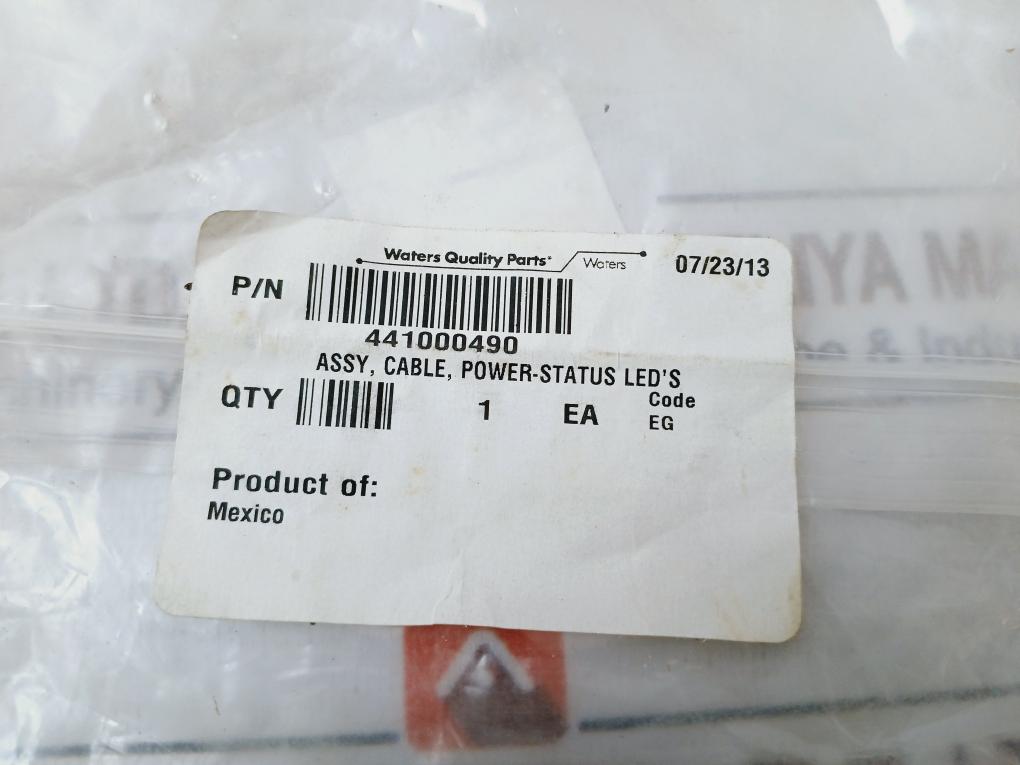 Waters Quality Parts
Waters
07/23/13
P/N
441000490
ASSY, CABLE, POWER-STATUS LED'S
QTY 1 EA
Code
EG
Product of:
Mexico